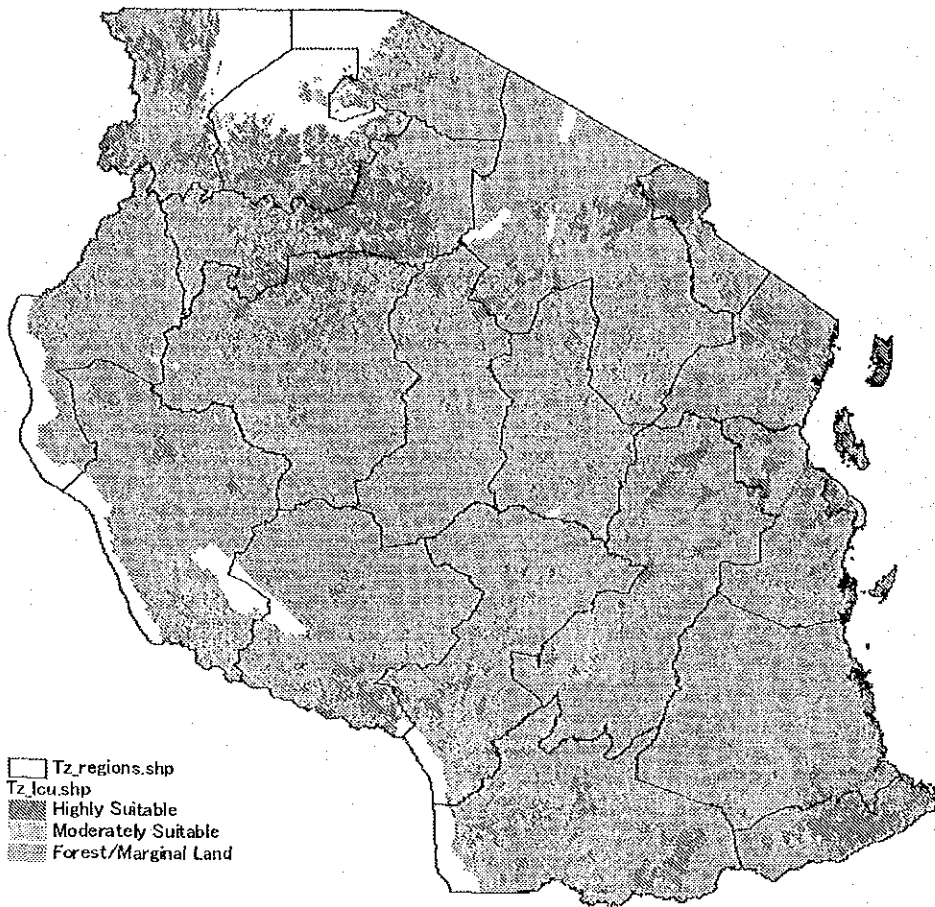 Tz_regions.shp
Tz_lcu.shp
Highly Suitable
Moderately Suitable
Forest/Marginal Land